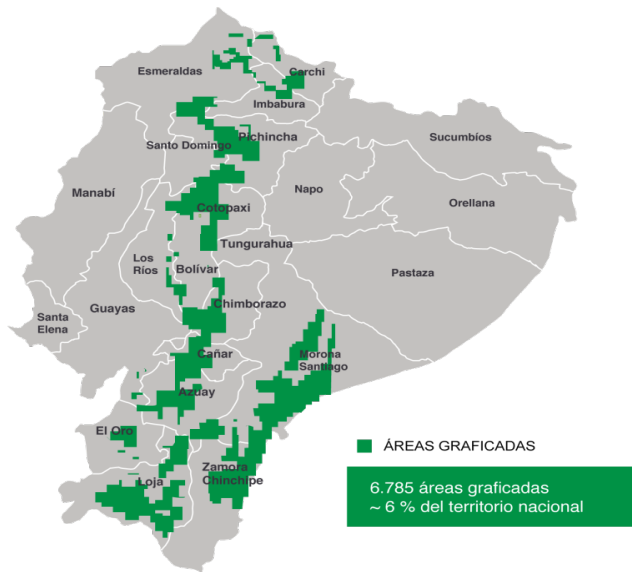 Esmeraldas
Carchi
Imbabura
Pichincha
Sucumbíos
Santo Domingo
Manabí
Napo
Orellana
Cotopaxi
Tungurahua
Los
Ríos
Bolívar
Pastaza
Guayas
Chimborazo
Santa
Elena
Cañar
Morona
Santiago
Azuay
El Oro
Zamora
Chinchipe
Loja
ÁREAS GRAFICADAS
6.785 áreas graficadas
~ 6 % del territorio nacional